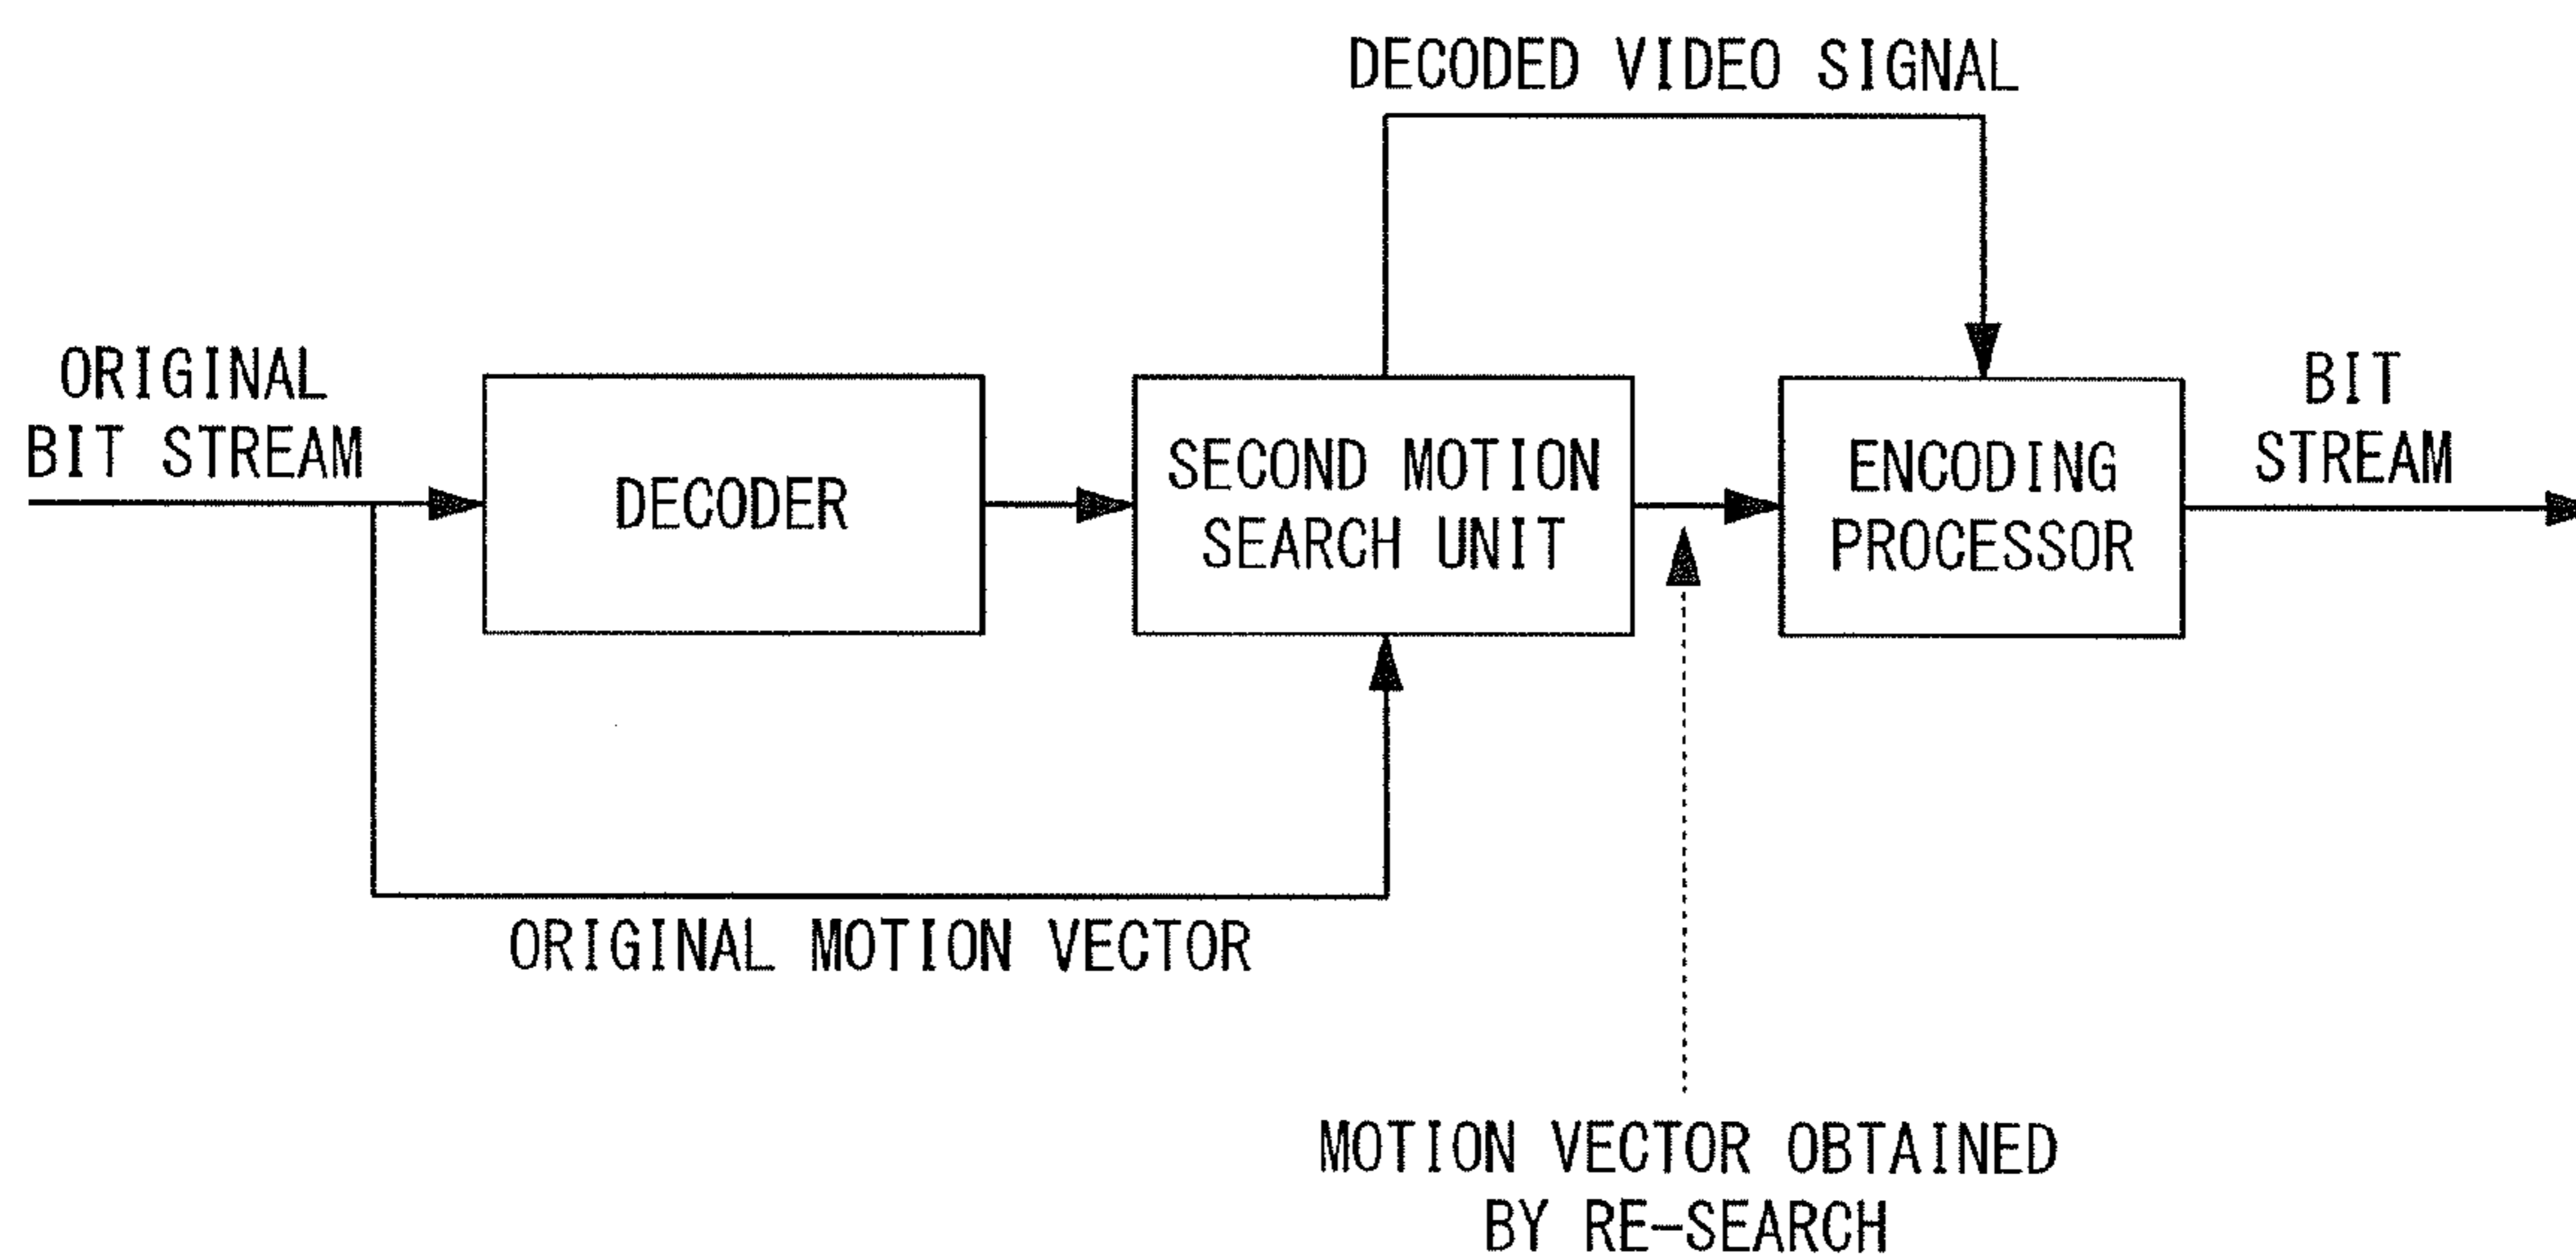 DECODED VIDEO SIGNAL
ORIGINAL
BIT STREAM
DECODER
SECOND MOTION
SEARCH UNIT
ENCODING
PROCESSOR
BIT
STREAM
ORIGINAL MOTION VECTOR
MOTION VECTOR OBTAINED
BY RE-SEARCH